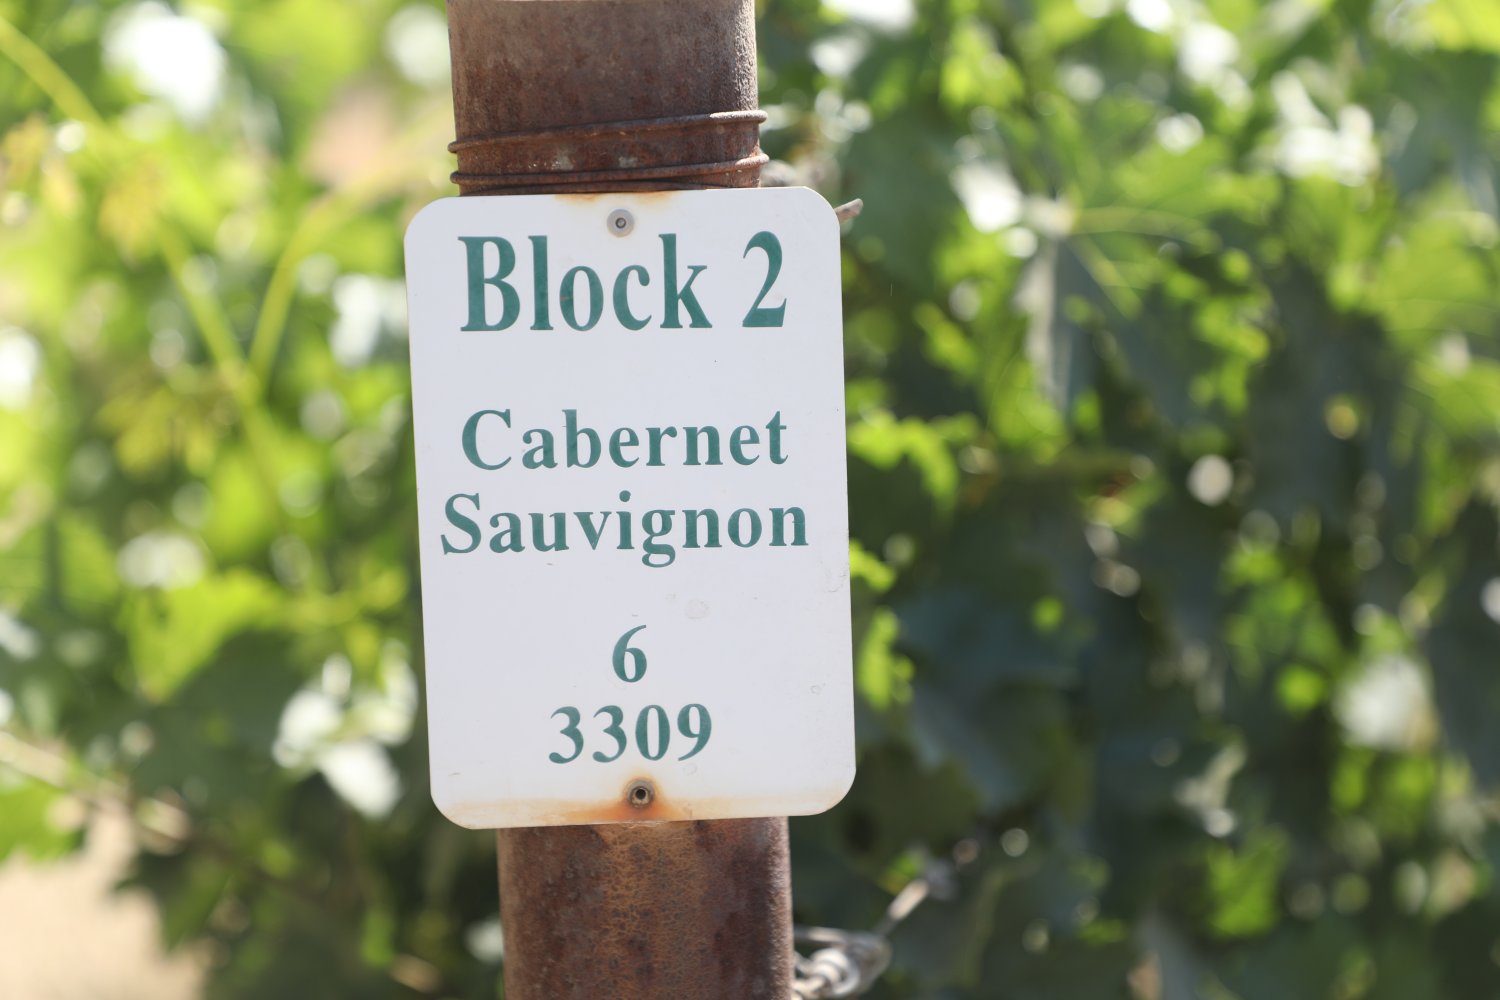 Block 2
Cabernet
Sauvignon
6
3309